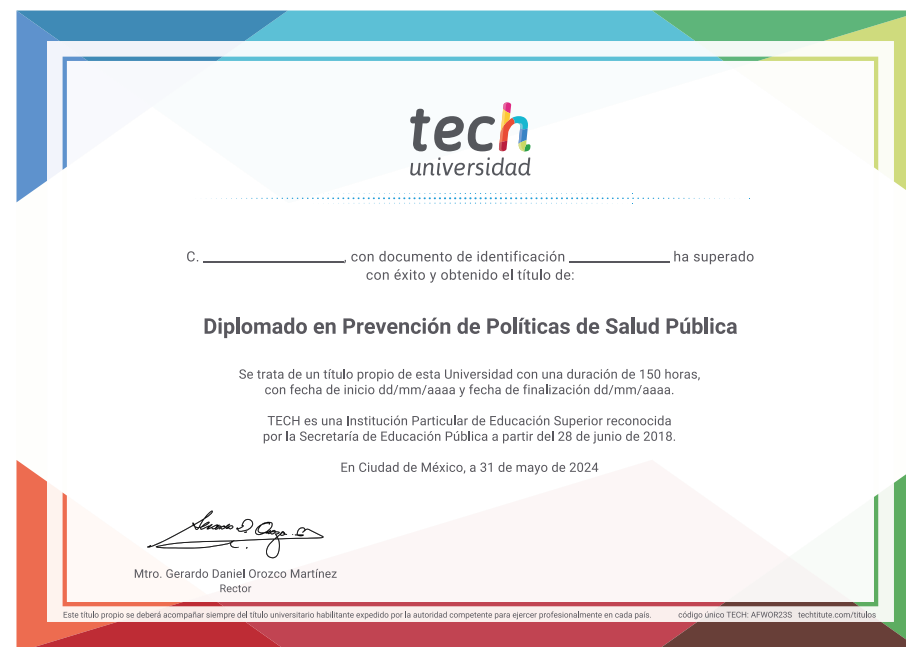 tech
universidad
C. ____________________, con documento de identificación ______________ ha superado
con éxito y obtenido el título de:
Diplomado en Prevención de Políticas de Salud Pública
Se trata de un título propio de esta Universidad con una duración de 150 horas,
con fecha de inicio dd/mm/aaaa y fecha de finalización dd/mm/aaaa.
TECH es una Institución Particular de Educación Superior reconocida
por la Secretaría de Educación Pública a partir del 28 de junio de 2018.
En Ciudad de México, a 31 de mayo de 2024
Mtro. Gerardo Daniel Orozco Martínez
Rector
Este título propio se deberá acompañar siempre del título universitario habilitante expedido por la autoridad competente para ejercer profesionalmente en cada país. código único TECH: AFWOR23S techtitute.com/titulos